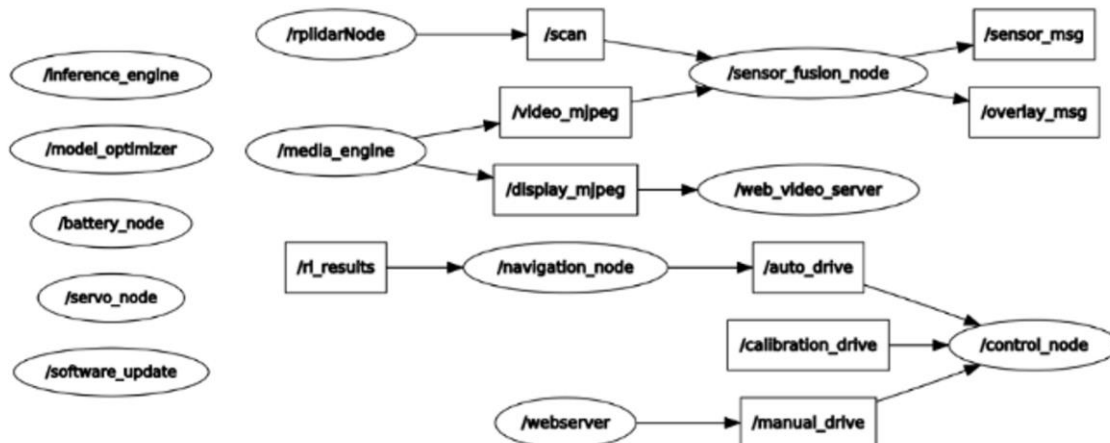 /inference_engine
/model_optimizer
/battery_node
/servo_node
/software_update
/rplidarNode
/scan
/sensor_fusion_node
/sensor_msg
/overlay_msg
/media_engine
/video_mjpeg
/display_mjpeg
/web_video_server
/rl_results
/navigation_node
/auto_drive
/calibration_drive
/control_node
/webserver
/manual_drive